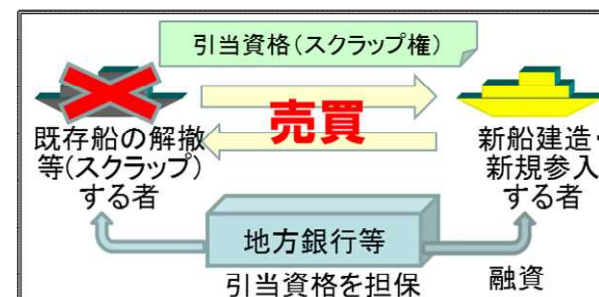 引当資格(スクラップ権)
売買
既存船の解撤
等(スクラップ)
する者
新船建造・
新規参入
する者
地方銀行等
引当資格を担保
融資